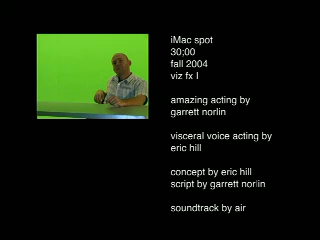 iMac spot
30;00
fall 2004
viz fx I
amazing acting by
garrett norlin
visceral voice acting by
eric hill
concept by eric hill
script by garrett norlin
soundtrack by air